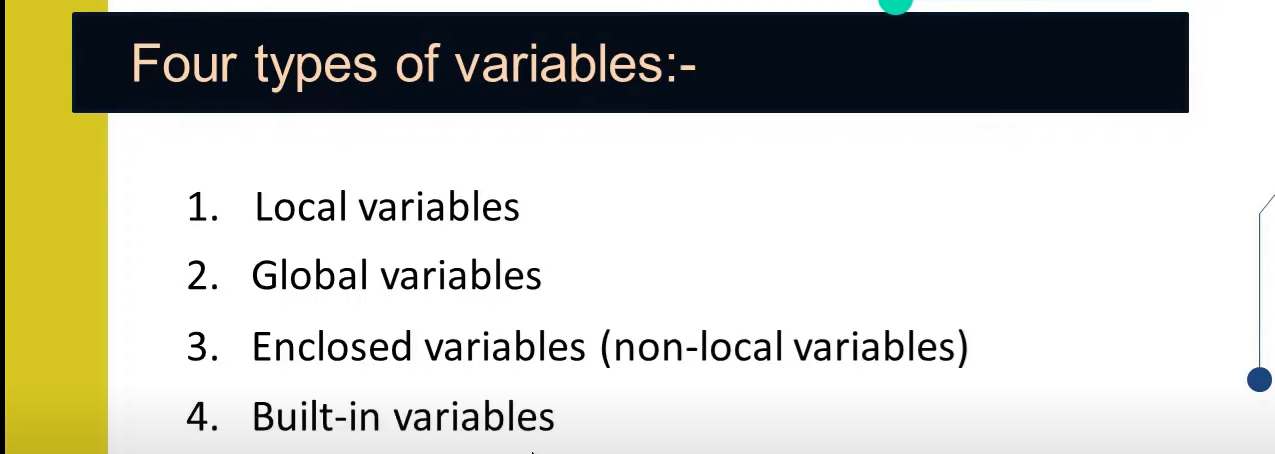 Four types of variables:-
1. Local variables
2. Global variables
3. Enclosed variables (non-local variables)
4. Built-in variables